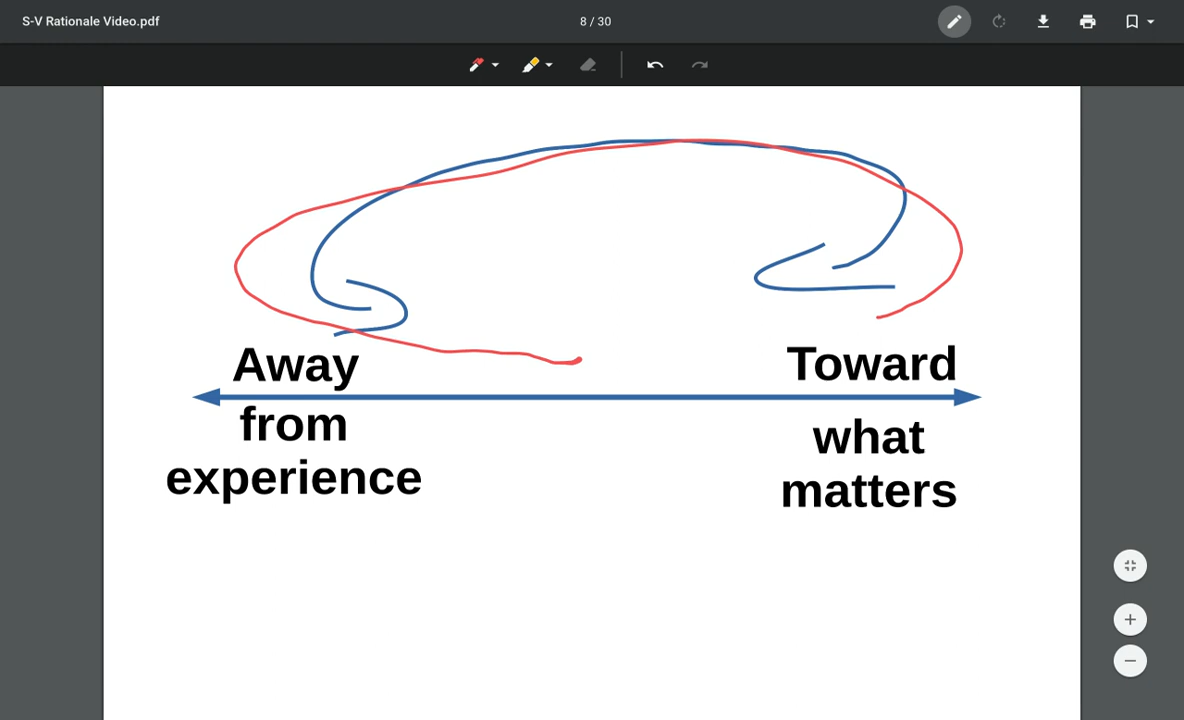 S-V Rationale Video.pdf
8 / 30
Away
from
experience
Toward
what
matters